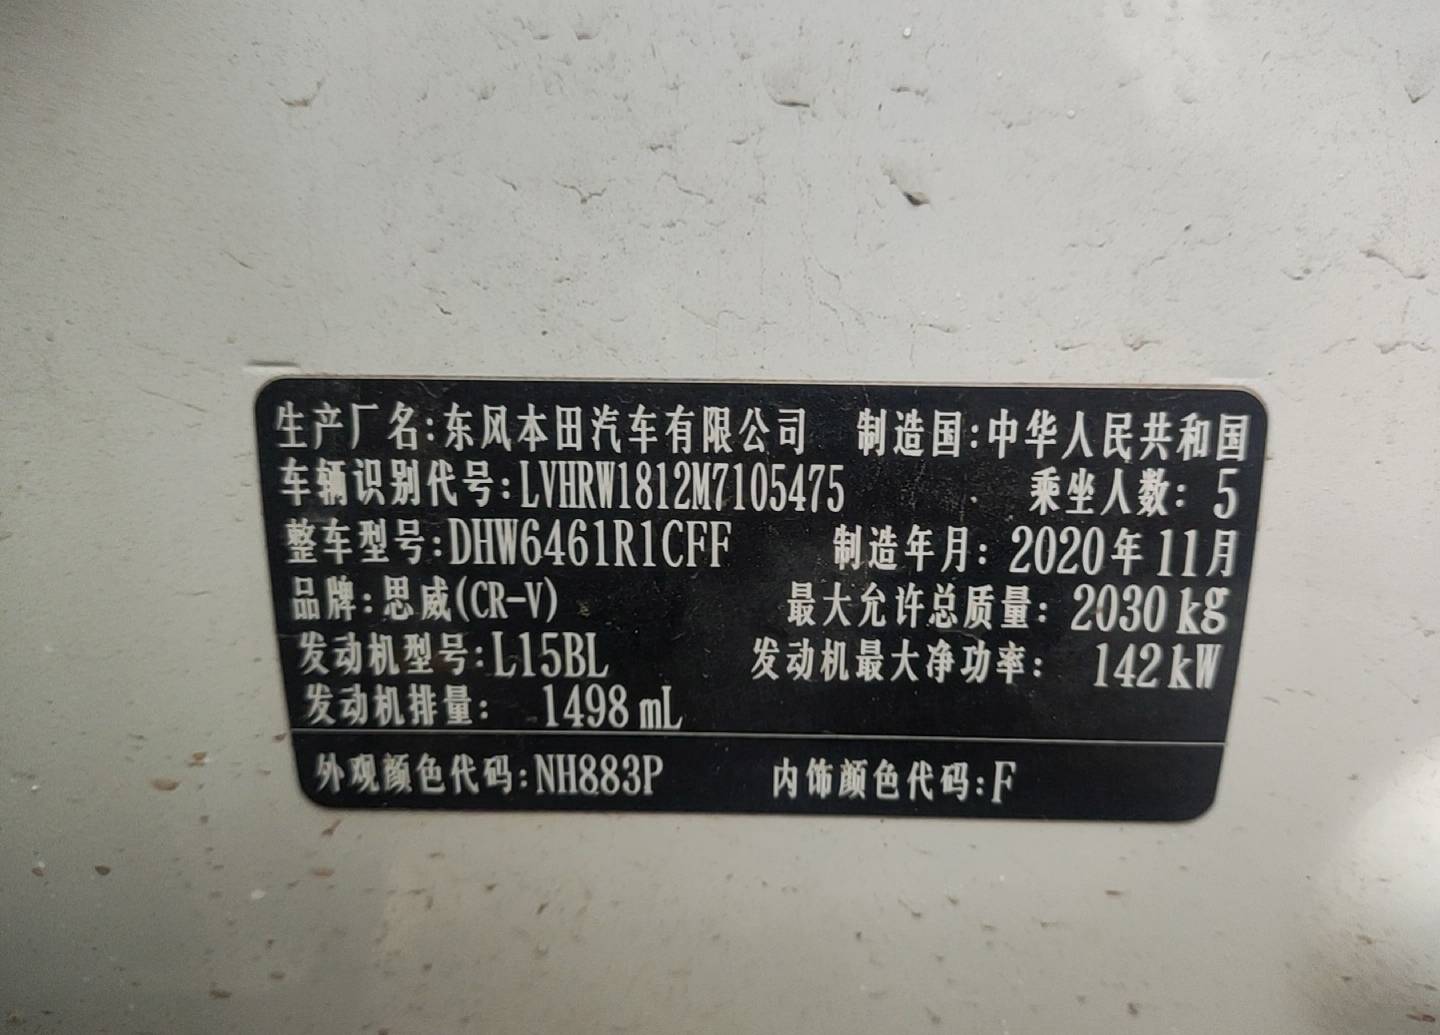 生产厂名:东风本田汽车有限公司 制造国:中华人民共和国
车辆识别代号:LVHRW1812M7105475 乘坐人数: 5
整车型号:DHW6461R1CFF 制造年月: 2020年11月
品牌:思威(CR-V) 最大允许总质量: 2030kg
发动机型号:L15BL 发动机最大净功率: 142kW
发动机排量: 1498mL
外观颜色代码:NH883P 内饰颜色代码:F